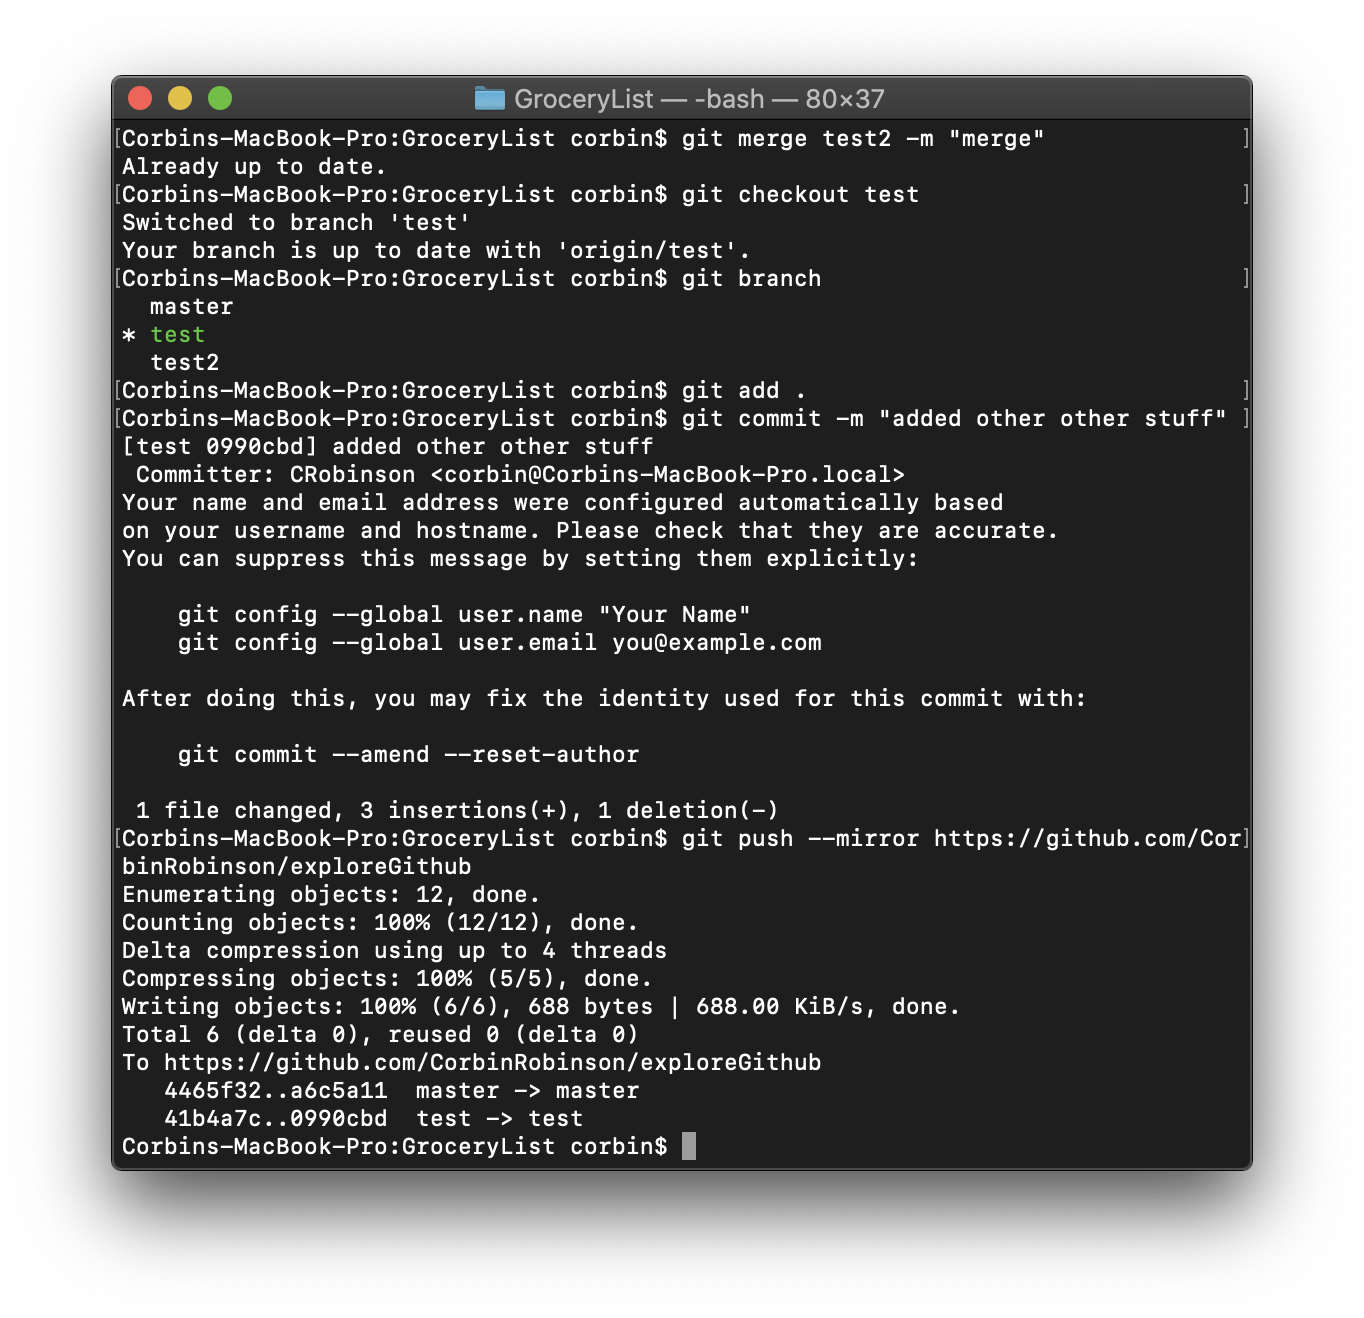 GroceryList — -bash — 80×37
[Corbins-MacBook-Pro:GroceryList corbin$ git merge test2 -m "merge" ]
Already up to date.
[Corbins-MacBook-Pro:GroceryList corbin$ git checkout test ]
Switched to branch 'test'
Your branch is up to date with 'origin/test'.
[Corbins-MacBook-Pro:GroceryList corbin$ git branch ]
  master
* test
  test2
[Corbins-MacBook-Pro:GroceryList corbin$ git add . ]
[Corbins-MacBook-Pro:GroceryList corbin$ git commit -m "added other other stuff" ]
[test 0990cbd] added other other stuff
 Committer: CRobinson <corbin@Corbins-MacBook-Pro.local>
Your name and email address were configured automatically based
on your username and hostname. Please check that they are accurate.
You can suppress this message by setting them explicitly:
    git config --global user.name "Your Name"
    git config --global user.email you@example.com
After doing this, you may fix the identity used for this commit with:
    git commit --amend --reset-author
 1 file changed, 3 insertions(+), 1 deletion(-)
[Corbins-MacBook-Pro:GroceryList corbin$ git push --mirror https://github.com/Cor]
binRobinson/exploreGithub
Enumerating objects: 12, done.
Counting objects: 100% (12/12), done.
Delta compression using up to 4 threads
Compressing objects: 100% (5/5), done.
Writing objects: 100% (6/6), 688 bytes | 688.00 KiB/s, done.
Total 6 (delta 0), reused 0 (delta 0)
To https://github.com/CorbinRobinson/exploreGithub
   4465f32..a6c5a11  master -> master
   41b4a7c..0990cbd  test -> test
Corbins-MacBook-Pro:GroceryList corbin$